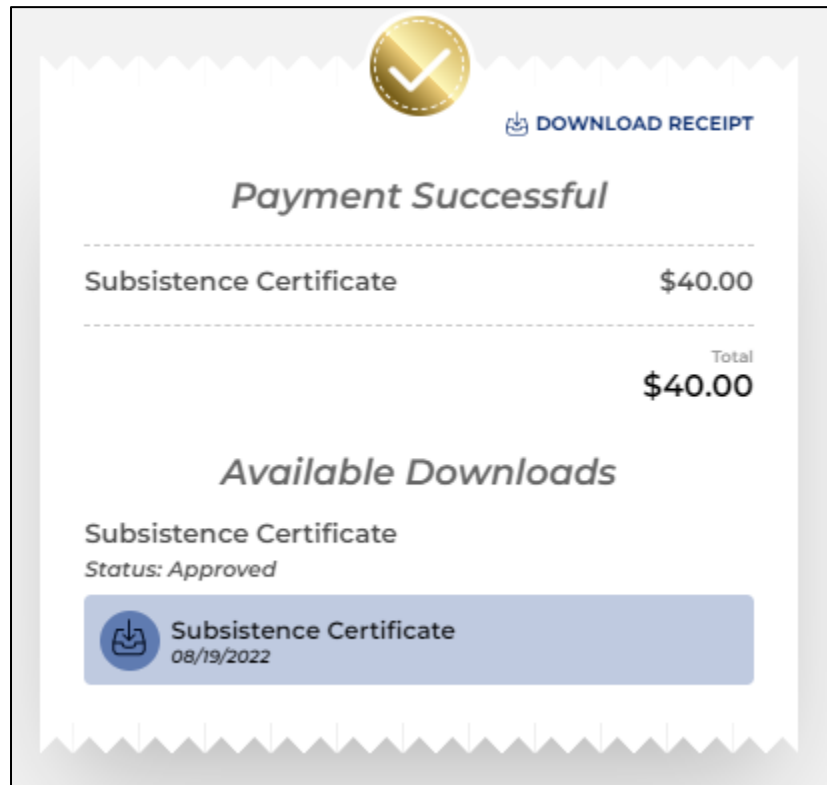 DOWNLOAD RECEIPT
Payment Successful
Subsistence Certificate $40.00
Total
$40.00
Available Downloads
Subsistence Certificate
Status: Approved
Subsistence Certificate
08/19/2022